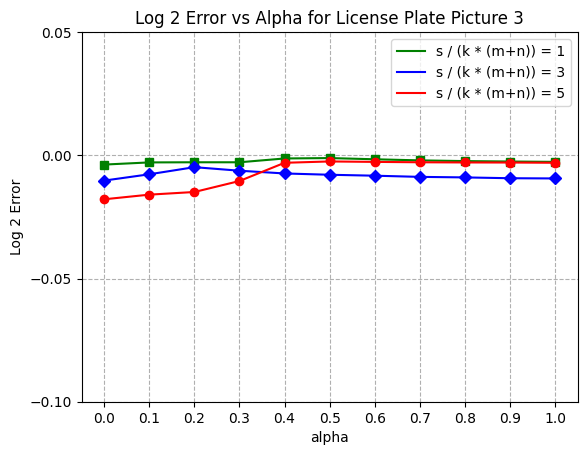 Log 2 Error vs Alpha for License Plate Picture 3
s / (k * (m+n)) = 1
s / (k * (m+n)) = 3
s / (k * (m+n)) = 5
Log 2 Error
0.05
0.00
−0.05
−0.10
0.0 0.1 0.2 0.3 0.4 0.5 0.6 0.7 0.8 0.9 1.0
alpha